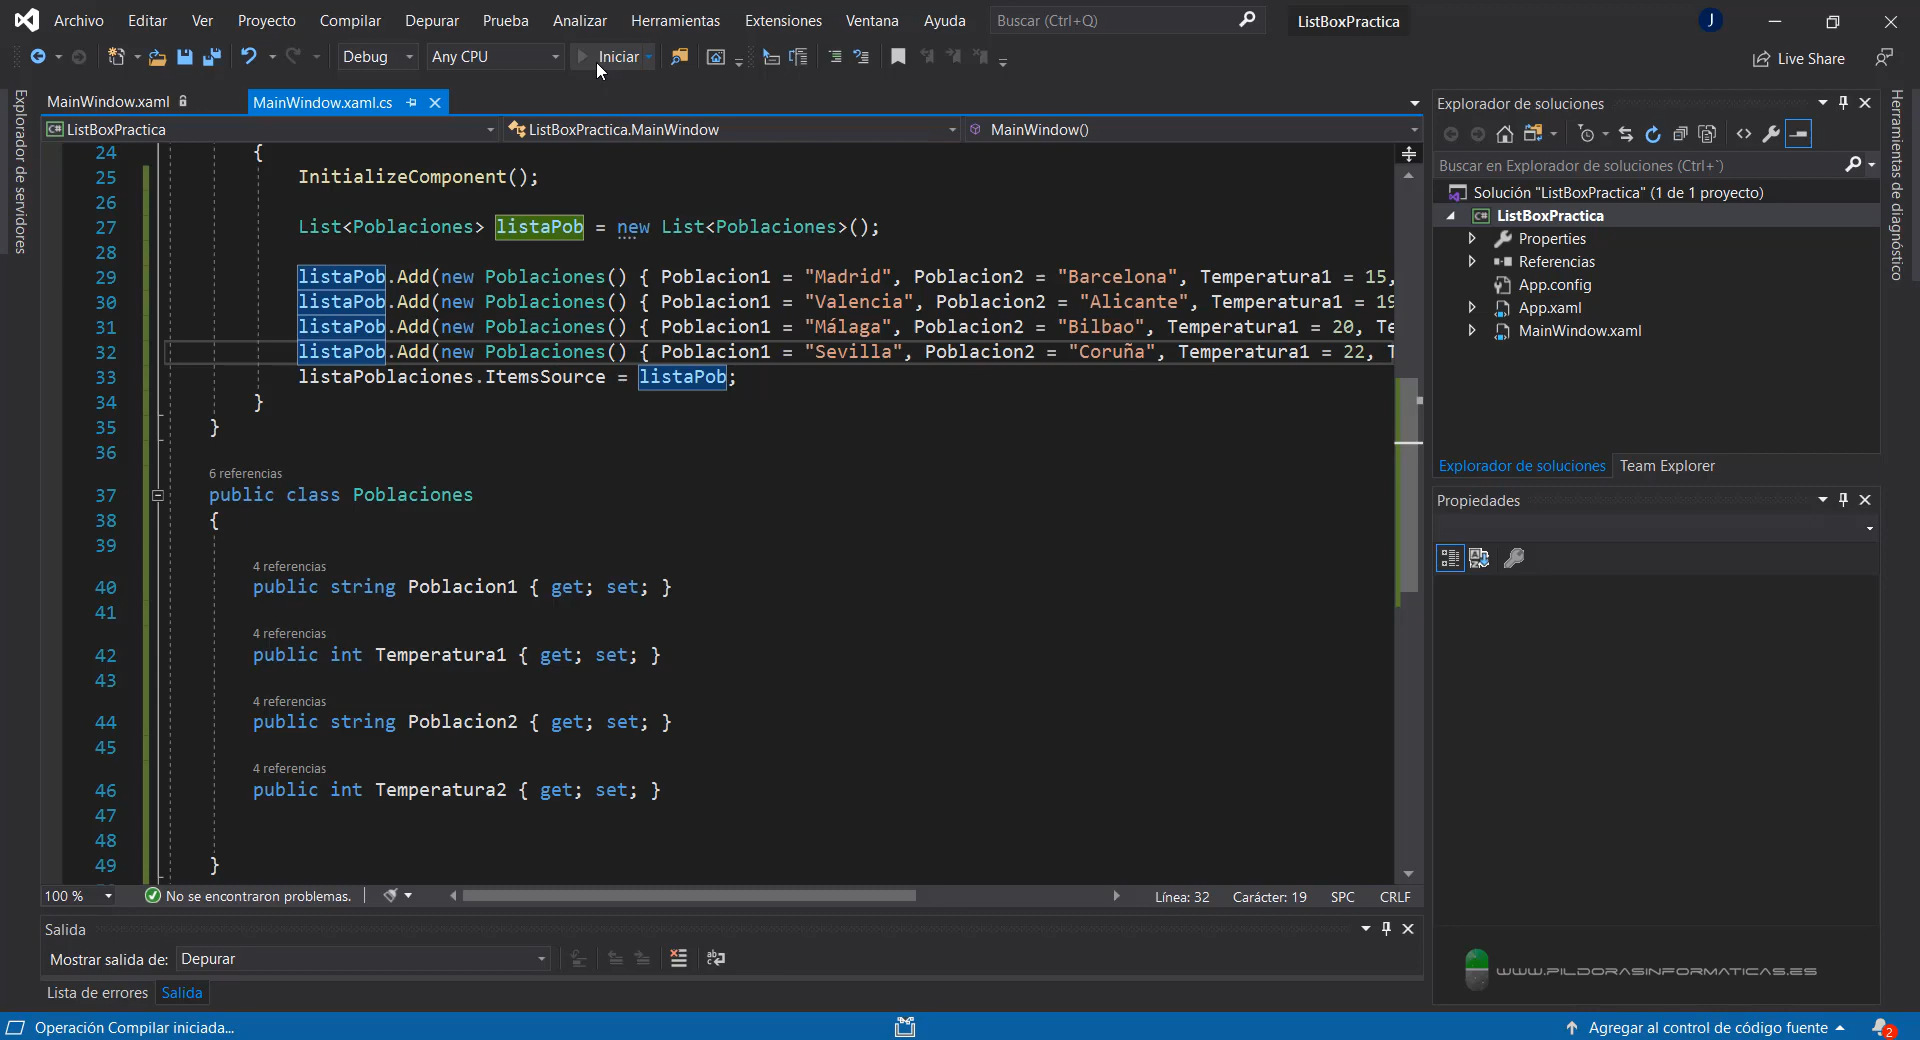 Archivo Editar Ver Proyecto Compilar Depurar Prueba Analizar Herramientas Extensiones Ventana Ayuda Buscar (Ctrl+Q) ListBoxPractica J
Debug Any CPU Iniciar Live Share
Explorador de servidores
MainWindow.xaml MainWindow.xaml.cs
ListBoxPractica ListBoxPractica.MainWindow MainWindow()
24 {
25 InitializeComponent();
26
27 List<Poblaciones> listaPob = new List<Poblaciones>();
28
29 listaPob.Add(new Poblaciones() { Poblacion1 = "Madrid", Poblacion2 = "Barcelona", Temperatura1 = 15,
30 listaPob.Add(new Poblaciones() { Poblacion1 = "Valencia", Poblacion2 = "Alicante", Temperatura1 = 19
31 listaPob.Add(new Poblaciones() { Poblacion1 = "Málaga", Poblacion2 = "Bilbao", Temperatura1 = 20, Te
32 listaPob.Add(new Poblaciones() { Poblacion1 = "Sevilla", Poblacion2 = "Coruña", Temperatura1 = 22, T
33 listaPoblaciones.ItemsSource = listaPob;
34 }
35 }
36
6 referencias
37 public class Poblaciones
38 {
39
4 referencias
40 public string Poblacion1 { get; set; }
41
4 referencias
42 public int Temperatura1 { get; set; }
43
4 referencias
44 public string Poblacion2 { get; set; }
45
4 referencias
46 public int Temperatura2 { get; set; }
47
48
49 }
100 % No se encontraron problemas. Línea: 32 Carácter: 19 SPC CRLF
Salida
Mostrar salida de: Depurar
Lista de errores Salida
Explorador de soluciones
Buscar en Explorador de soluciones (Ctrl+`)
Solución "ListBoxPractica" (1 de 1 proyecto)
ListBoxPractica
Properties
Referencias
App.config
App.xaml
MainWindow.xaml
Explorador de soluciones Team Explorer
Propiedades
WWW.PILDORASINFORMATICAS.ES
Herramientas de diagnóstico
Operación Compilar iniciada... Agregar al control de código fuente 2